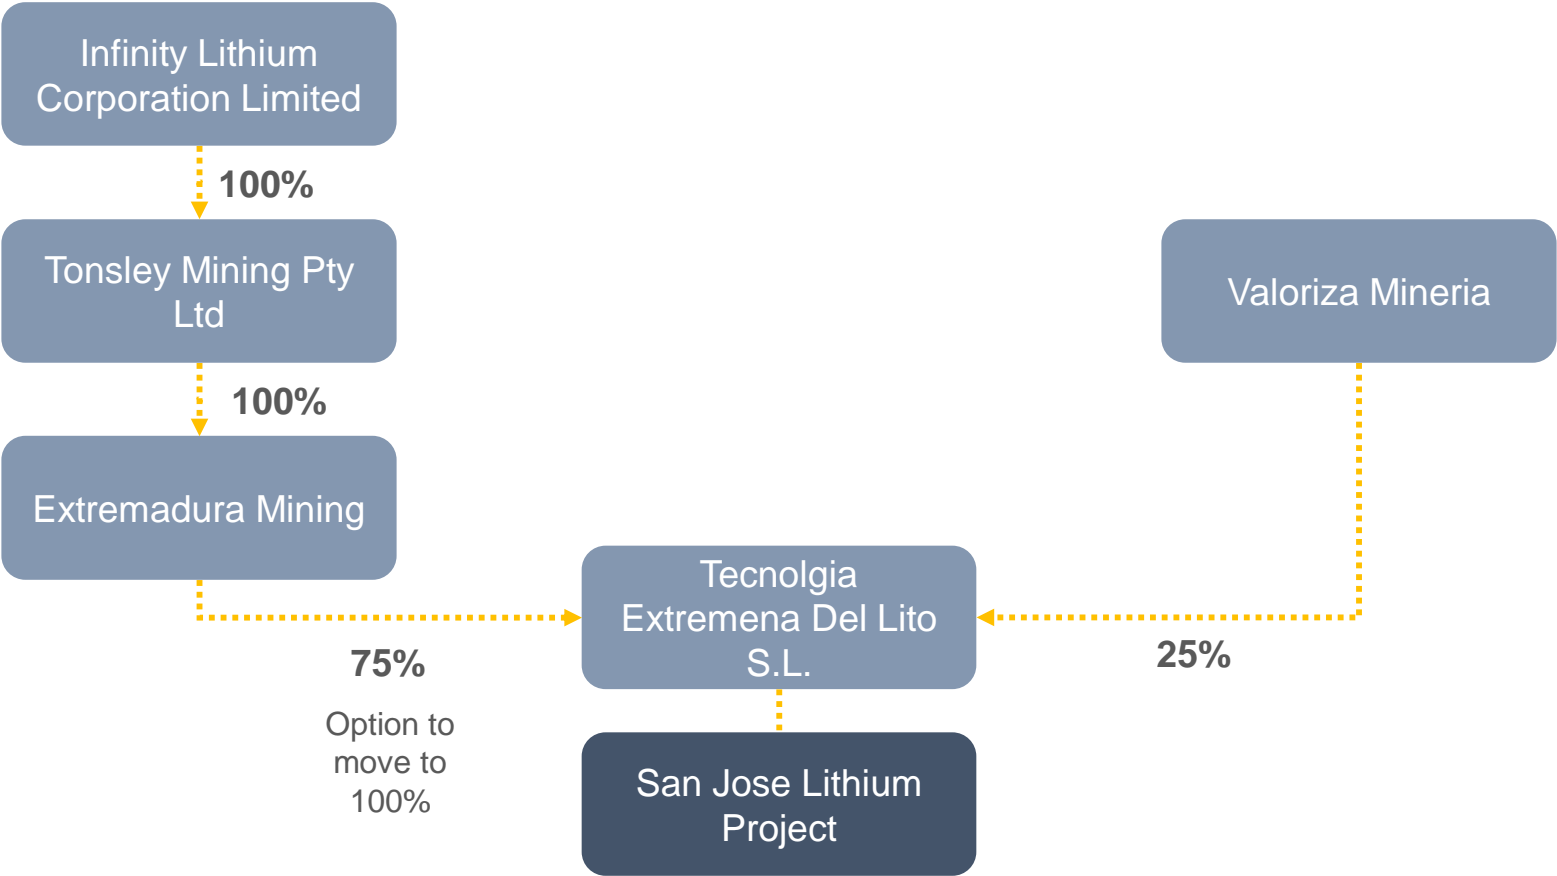 Infinity Lithium
Corporation Limited
100%
Tonsley Mining Pty
Ltd
Valoriza Mineria
100%
Extremadura Mining
Tecnolgia
Extremena Del Lito
S.L.
75%
25%
Option to
move to
100%
San Jose Lithium
Project